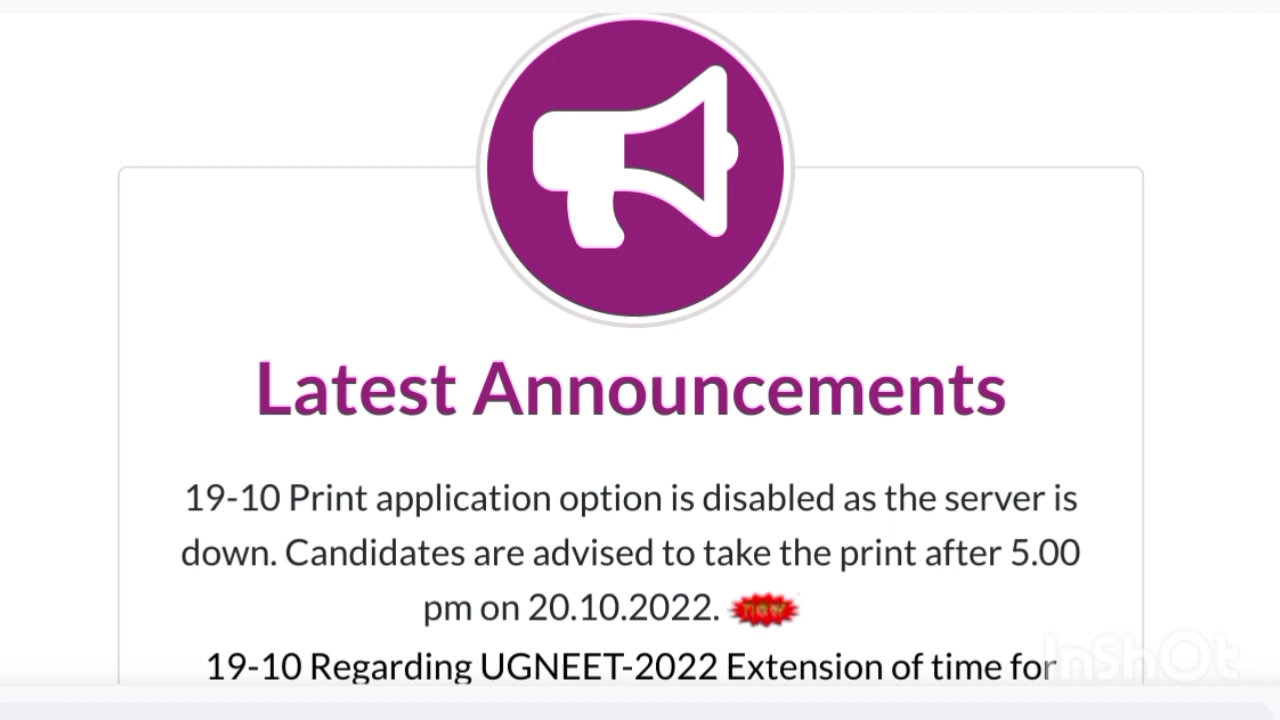 Latest Announcements
19-10 Print application option is disabled as the server is
down. Candidates are advised to take the print after 5.00
pm on 20.10.2022. new
19-10 Regarding UGNEET-2022 Extension of time for
InShOt